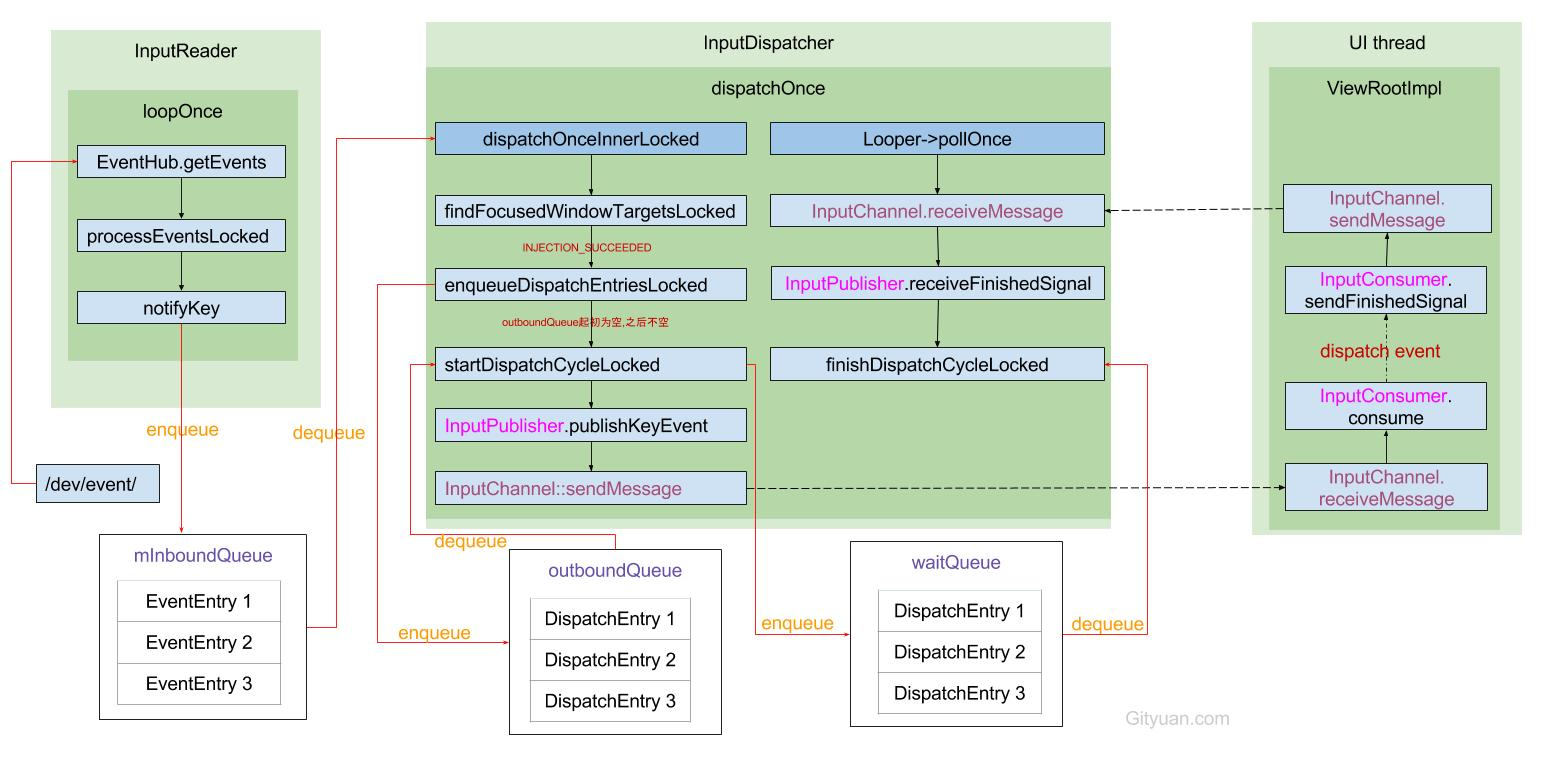 InputReader
loopOnce
EventHub.getEvents
processEventsLocked
notifyKey
enqueue
/dev/event/
mInboundQueue
EventEntry 1
EventEntry 2
EventEntry 3
dequeue
InputDispatcher
dispatchOnce
dispatchOnceInnerLocked
findFocusedWindowTargetsLocked
INJECTION_SUCCEEDED
enqueueDispatchEntriesLocked
outboundQueue起初为空,之后不空
startDispatchCycleLocked
InputPublisher.publishKeyEvent
InputChannel::sendMessage
Looper->pollOnce
InputChannel.receiveMessage
InputPublisher.receiveFinishedSignal
finishDispatchCycleLocked
dequeue
enqueue
outboundQueue
DispatchEntry 1
DispatchEntry 2
DispatchEntry 3
enqueue
waitQueue
DispatchEntry 1
DispatchEntry 2
DispatchEntry 3
dequeue
UI thread
ViewRootImpl
InputChannel.
sendMessage
InputConsumer.
sendFinishedSignal
dispatch event
InputConsumer.
consume
InputChannel.
receiveMessage
Gityuan.com